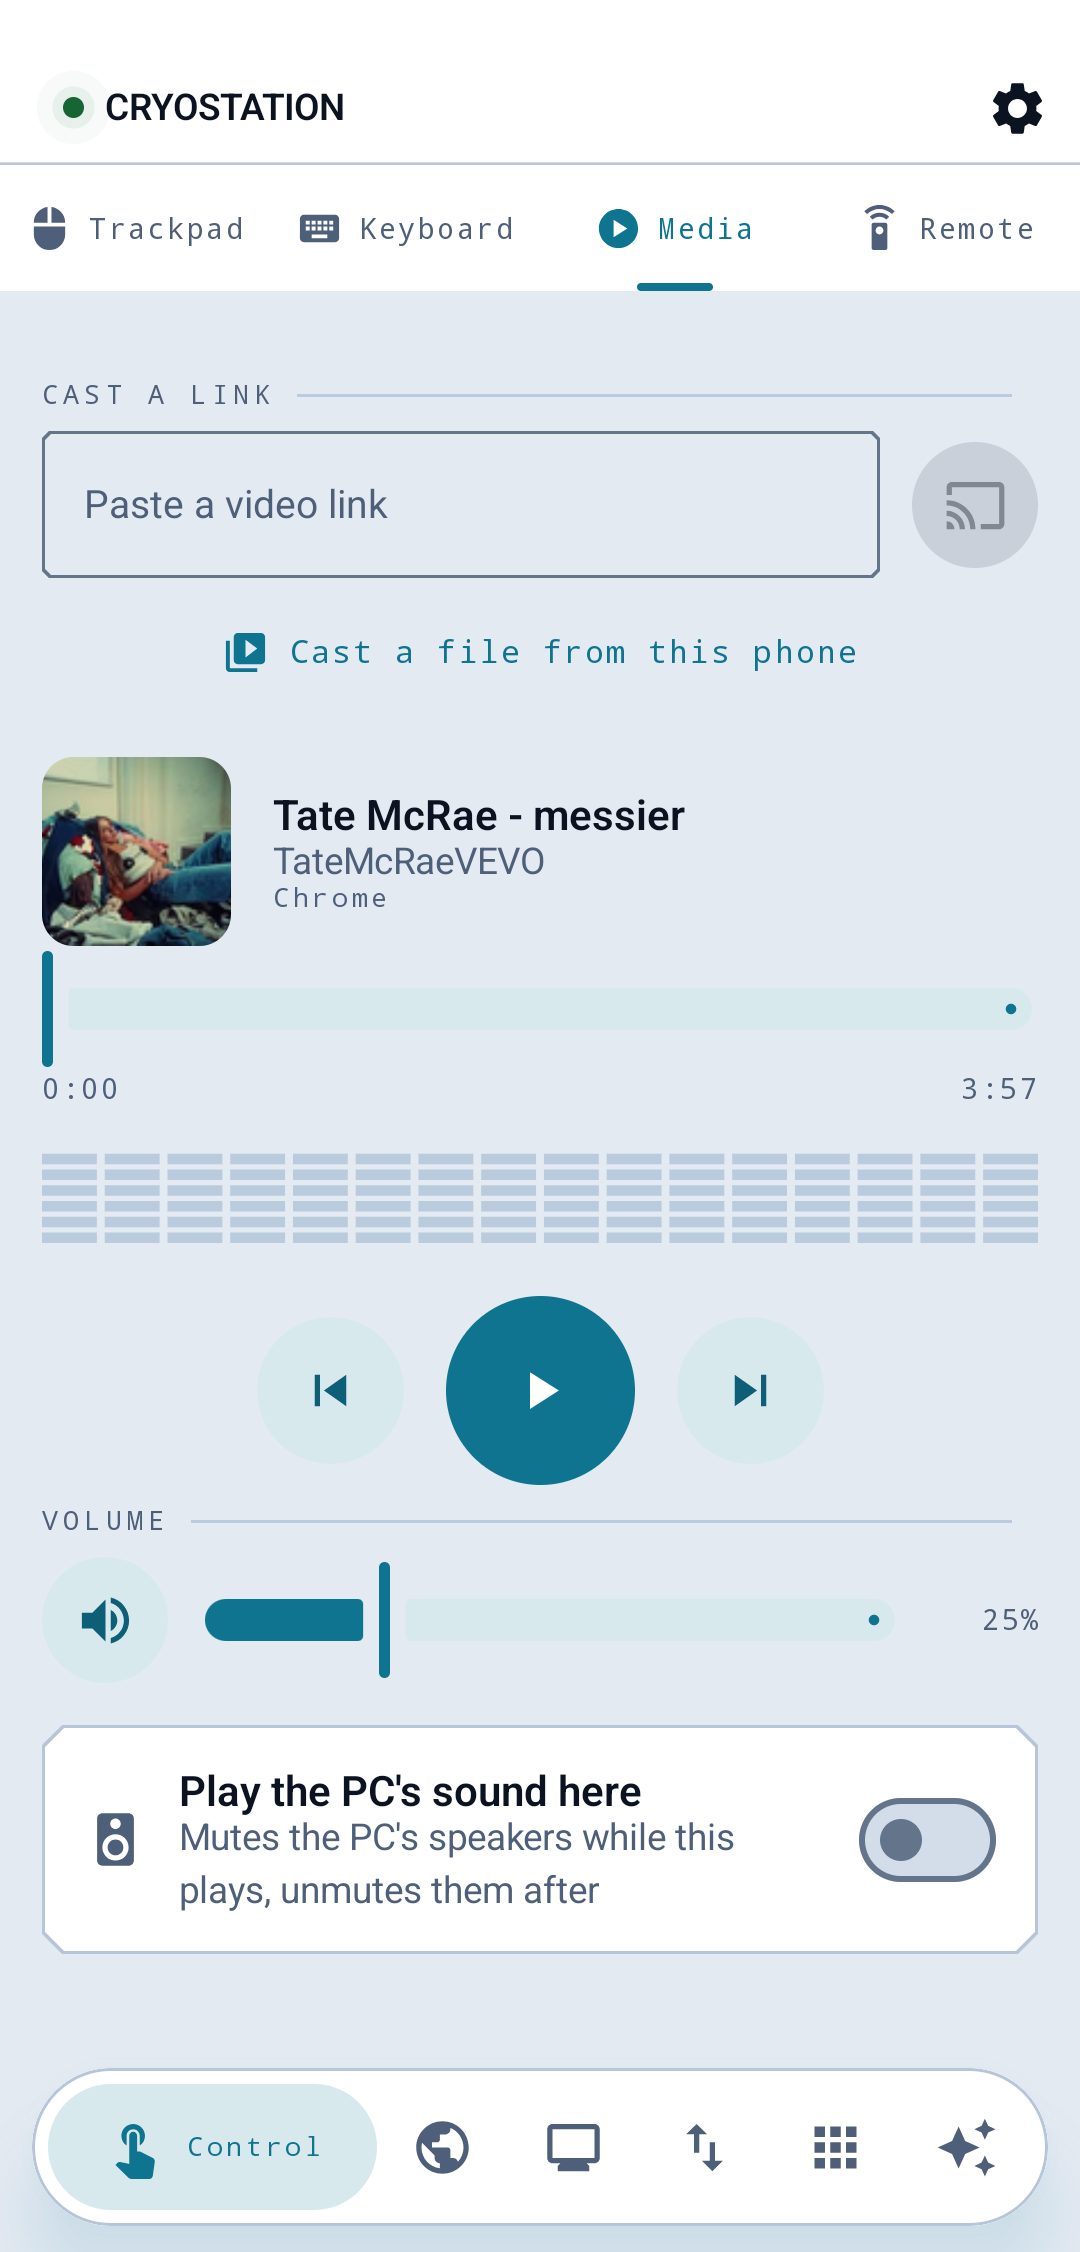 CRYOSTATION
Trackpad
Keyboard
Media
Remote
CAST A LINK
Paste a video link
Cast a file from this phone
Tate McRae - messier
TateMcRaeVEVO
Chrome
0:00
3:57
VOLUME
25%
Play the PC's sound here
Mutes the PC's speakers while this
plays, unmutes them after
Control